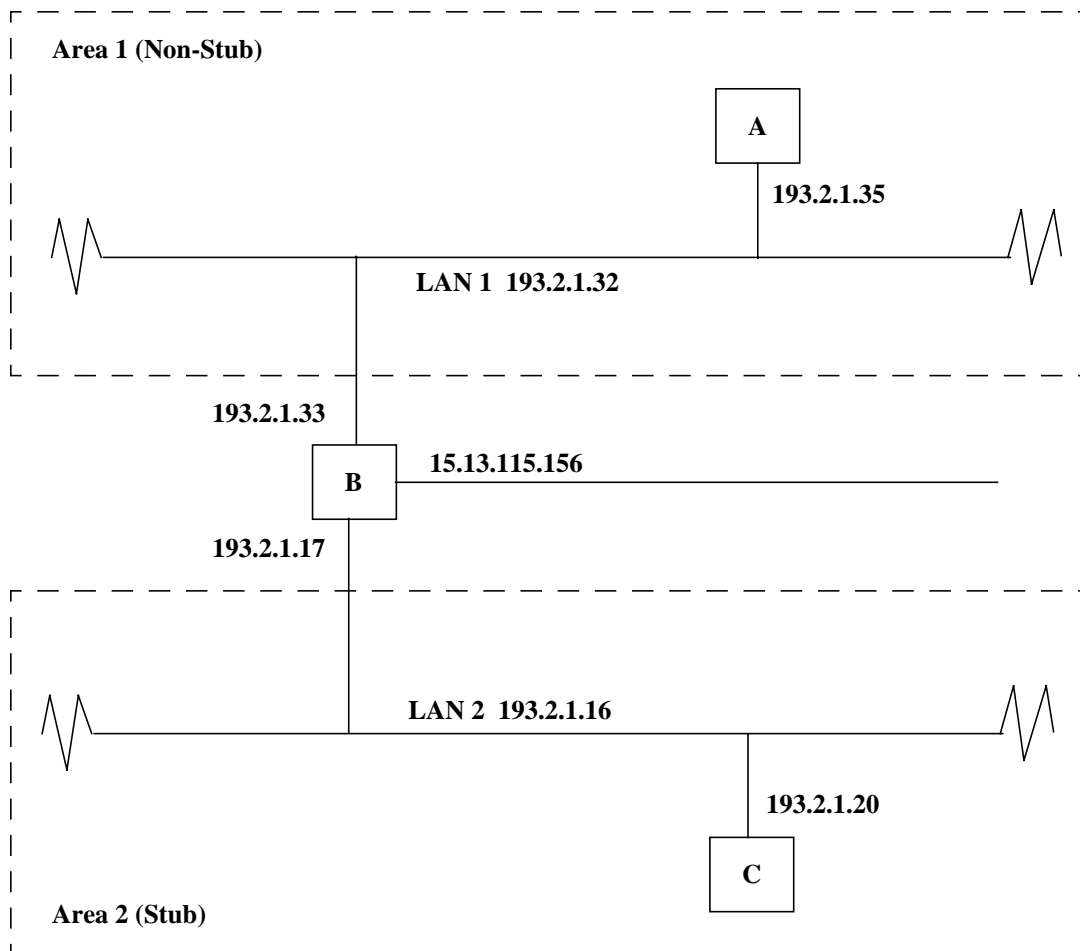 Area 1 (Non-Stub)
A
193.2.1.35
LAN 1 193.2.1.32
193.2.1.33
15.13.115.156
B
193.2.1.17
LAN 2 193.2.1.16
193.2.1.20
C
Area 2 (Stub)